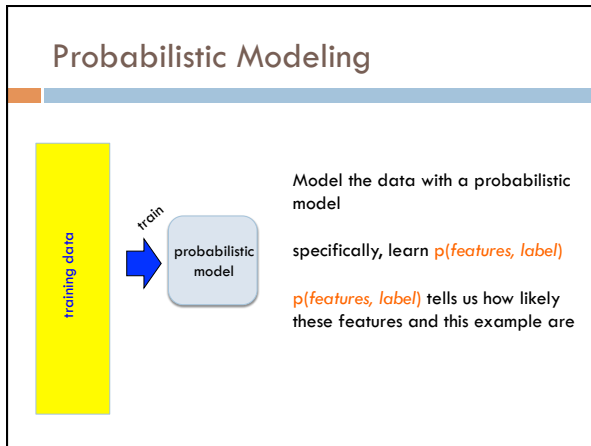 Probabilistic Modeling
training data
train
probabilistic
model
Model the data with a probabilistic
model
specifically, learn p(features, label)
p(features, label) tells us how likely
these features and this example are